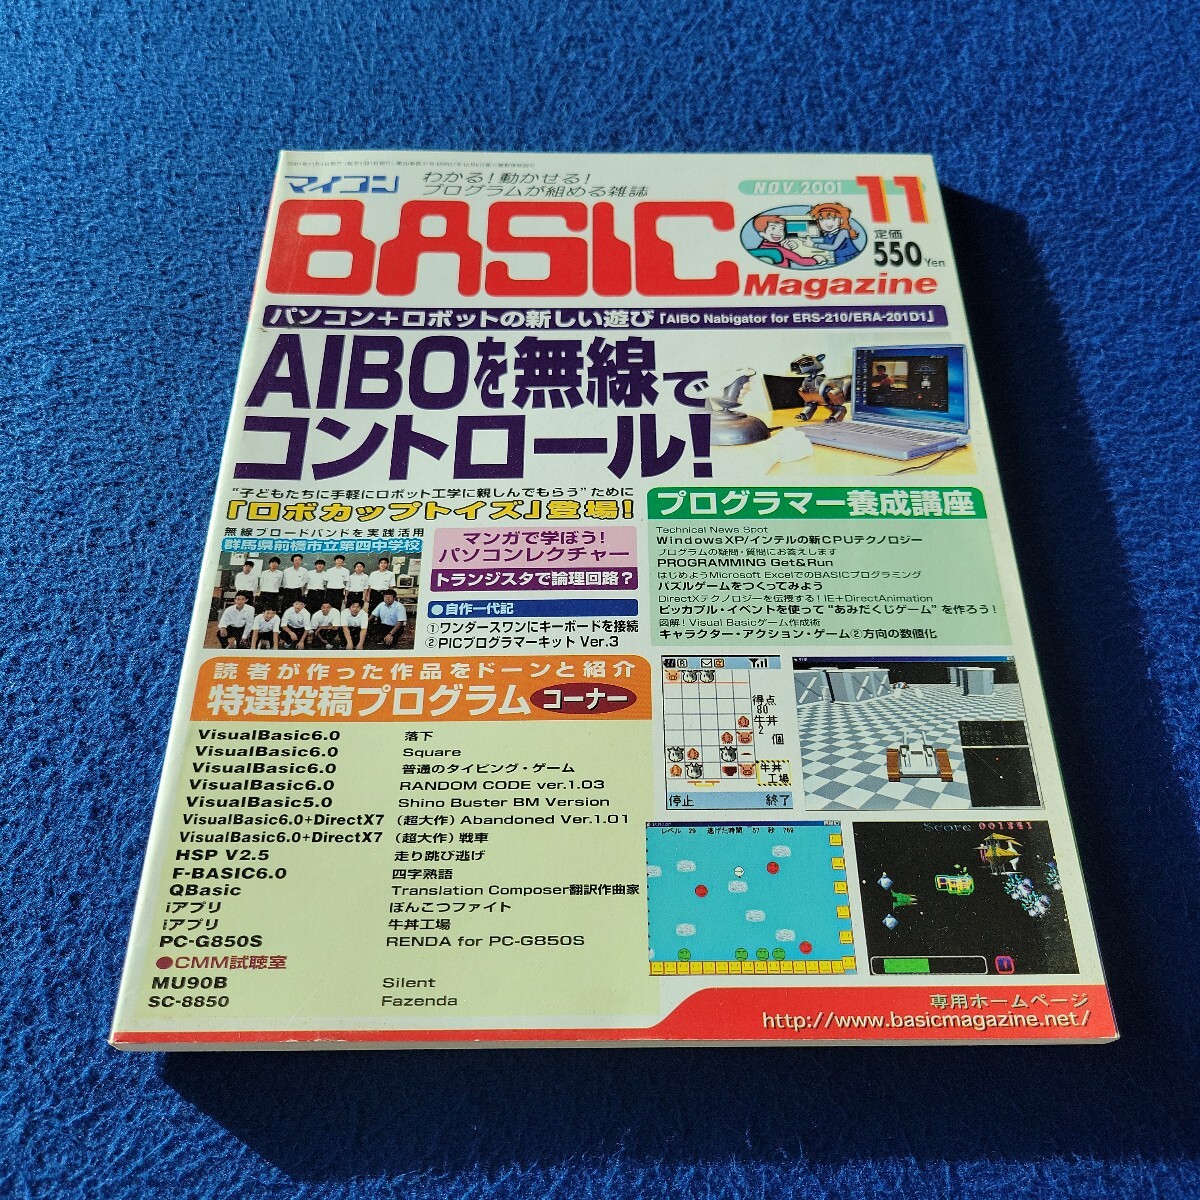 マイコン
わかる！動かせる！
プログラムが組める雑誌
NOV.2001
11
BASIC
Magazine
定価
550Yen
パソコン＋ロボットの新しい遊び「AIBO Nabigator for ERS-210/ERA-201D1」
AIBOを無線で
コントロール！
“子どもたちに手軽にロボット工学に親しんでもらう”ために
「ロボカップトイズ」登場！
無線ブロードバンドを実践活用
群馬県前橋市立第四中学校
マンガで学ぼう！
パソコンレクチャー
トランジスタで論理回路？
●自作一代記
①ワンダースワンにキーボードを接続
②PICプログラマーキット Ver.3
プログラマー養成講座
Technical News Spot
WindowsXP/インテルの新CPUテクノロジー
プログラムの疑問・質問にお答えします
PROGRAMMING Get&Run
はじめようMicrosoft ExcelでのBASICプログラミング
パズルゲームをつくってみよう
DirectXテクノロジーを伝授する！IE＋DirectAnimation
ピッカブル・イベントを使って“あみだくじゲーム”を作ろう！
図解！Visual Basicゲーム作成術
キャラクター・アクション・ゲーム②方向の数値化
読者が作った作品をドーンと紹介
特選投稿プログラム コーナー
VisualBasic6.0 落下
VisualBasic6.0 Square
VisualBasic6.0 普通のタイピング・ゲーム
VisualBasic6.0 RANDOM CODE ver.1.03
VisualBasic5.0 Shino Buster BM Version
VisualBasic6.0+DirectX7 （超大作）Abandoned Ver.1.01
VisualBasic6.0+DirectX7 （超大作）戦車
HSP V2.5 走り跳び逃げ
F-BASIC6.0 四字熟語
QBasic Translation Composer翻訳作曲家
iアプリ ぽんこつファイト
iアプリ 牛丼工場
PC-G850S RENDA for PC-G850S
●CMM試聴室
MU90B Silent
SC-8850 Fazenda
得点
80
牛丼
2
個
牛丼
工場
停止 終了
レベル 29 逃げた時間 57 秒 769
Score 001351
専用ホームページ
http://www.basicmagazine.net/